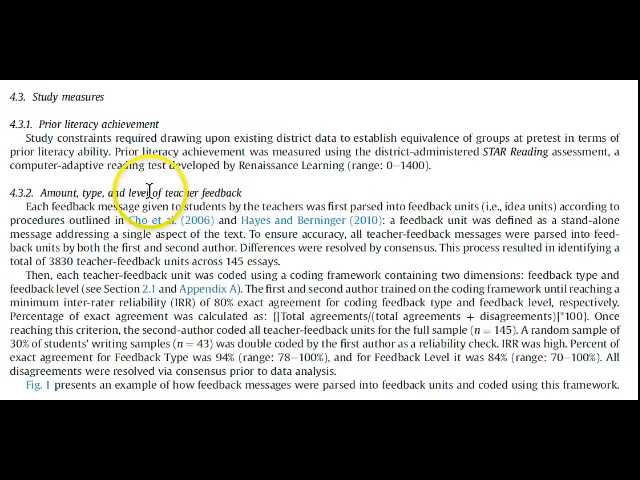 4.3. Study measures
4.3.1. Prior literacy achievement
Study constraints required drawing upon existing district data to establish equivalence of groups at pretest in terms of
prior literacy ability. Prior literacy achievement was measured using the district-administered STAR Reading assessment, a
computer-adaptive reading test developed by Renaissance Learning (range: 0–1400).
4.3.2. Amount, type, and level of teacher feedback
Each feedback message given to students by the teachers was first parsed into feedback units (i.e., idea units) according to
procedures outlined in Cho et al. (2006) and Hayes and Berninger (2010): a feedback unit was defined as a stand-alone
message addressing a single aspect of the text. To ensure accuracy, all teacher-feedback messages were parsed into feed-
back units by both the first and second author. Differences were resolved by consensus. This process resulted in identifying a
total of 3830 teacher-feedback units across 145 essays.
Then, each teacher-feedback unit was coded using a coding framework containing two dimensions: feedback type and
feedback level (see Section 2.1 and Appendix A). The first and second author trained on the coding framework until reaching a
minimum inter-rater reliability (IRR) of 80% exact agreement for coding feedback type and feedback level, respectively.
Percentage of exact agreement was calculated as: {[Total agreements/(total agreements + disagreements)]*100}. Once
reaching this criterion, the second-author coded all teacher-feedback units for the full sample (n = 145). A random sample of
30% of students' writing samples (n = 43) was double coded by the first author as a reliability check. IRR was high. Percent of
exact agreement for Feedback Type was 94% (range: 78–100%), and for Feedback Level it was 84% (range: 70–100%). All
disagreements were resolved via consensus prior to data analysis.
Fig. 1 presents an example of how feedback messages were parsed into feedback units and coded using this framework.